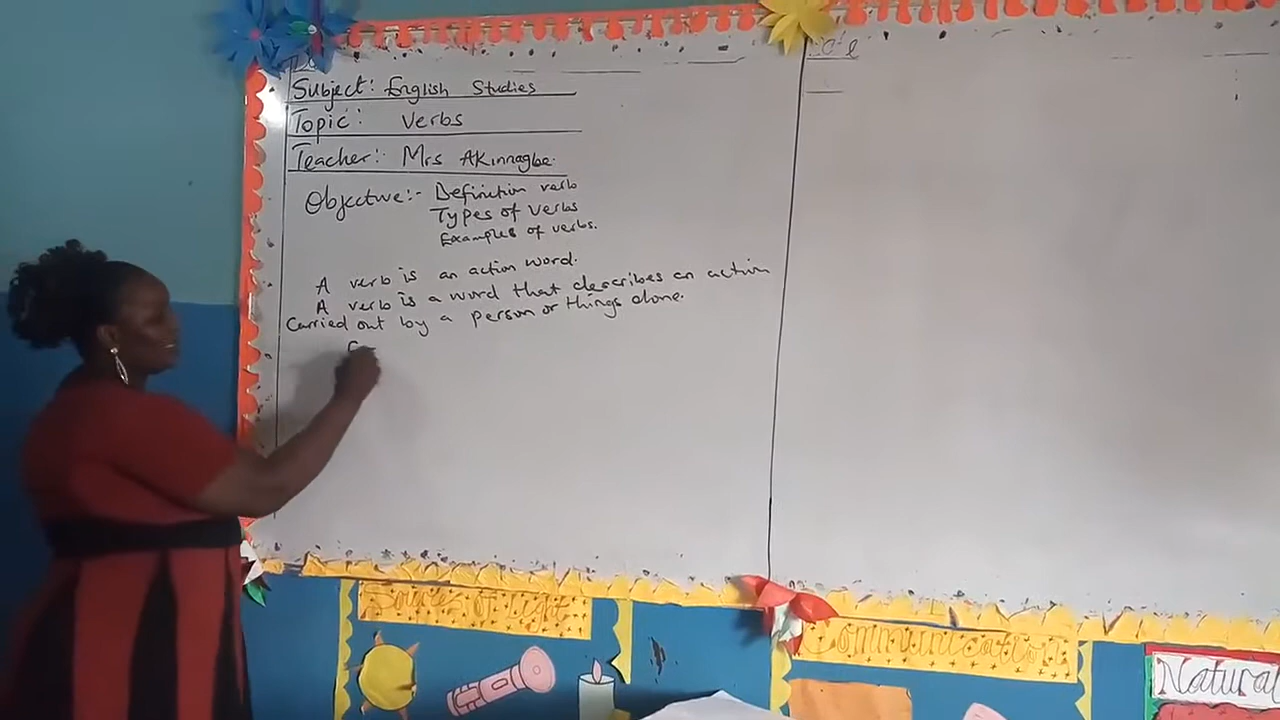 Subject: English Studies
Topic: Verbs
Teacher:- Mrs Akinnagbe.
Objective:- Definition verb
Types of verbs
Examples of verbs.
A verb is an action word.
A verb is a word that describes an action
Carried out by a person or things done.
Sources of light
Communication
Natural